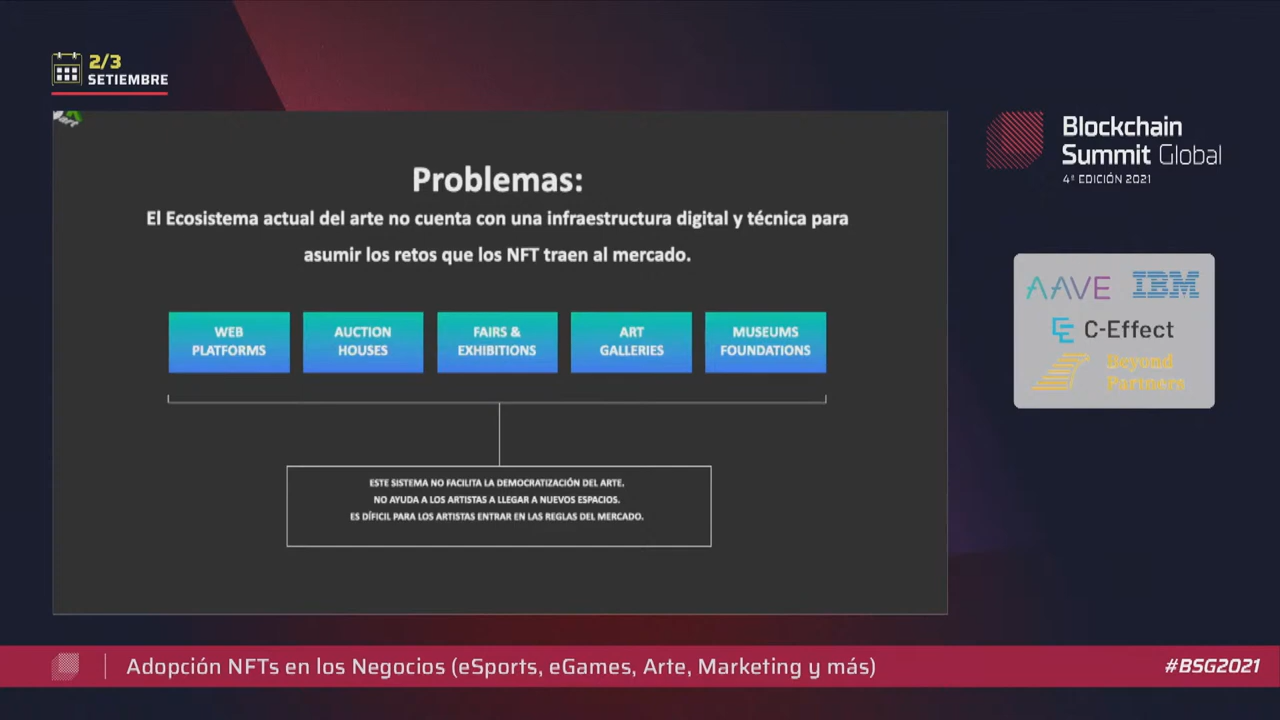 2/3
SETIEMBRE
Blockchain
Summit Global
4ª EDICIÓN 2021
Problemas:
El Ecosistema actual del arte no cuenta con una infraestructura digital y técnica para
asumir los retos que los NFT traen al mercado.
WEB
PLATFORMS
AUCTION
HOUSES
FAIRS &
EXHIBITIONS
ART
GALLERIES
MUSEUMS
FOUNDATIONS
ESTE SISTEMA NO FACILITA LA DEMOCRATIZACIÓN DEL ARTE.
NO AYUDA A LOS ARTISTAS A LLEGAR A NUEVOS ESPACIOS.
ES DÍFICIL PARA LOS ARTISTAS ENTRAR EN LAS REGLAS DEL MERCADO.
AAVE
IBM
C-Effect
Beyond
Partners
Adopción NFTs en los Negocios (eSports, eGames, Arte, Marketing y más)
#BSG2021